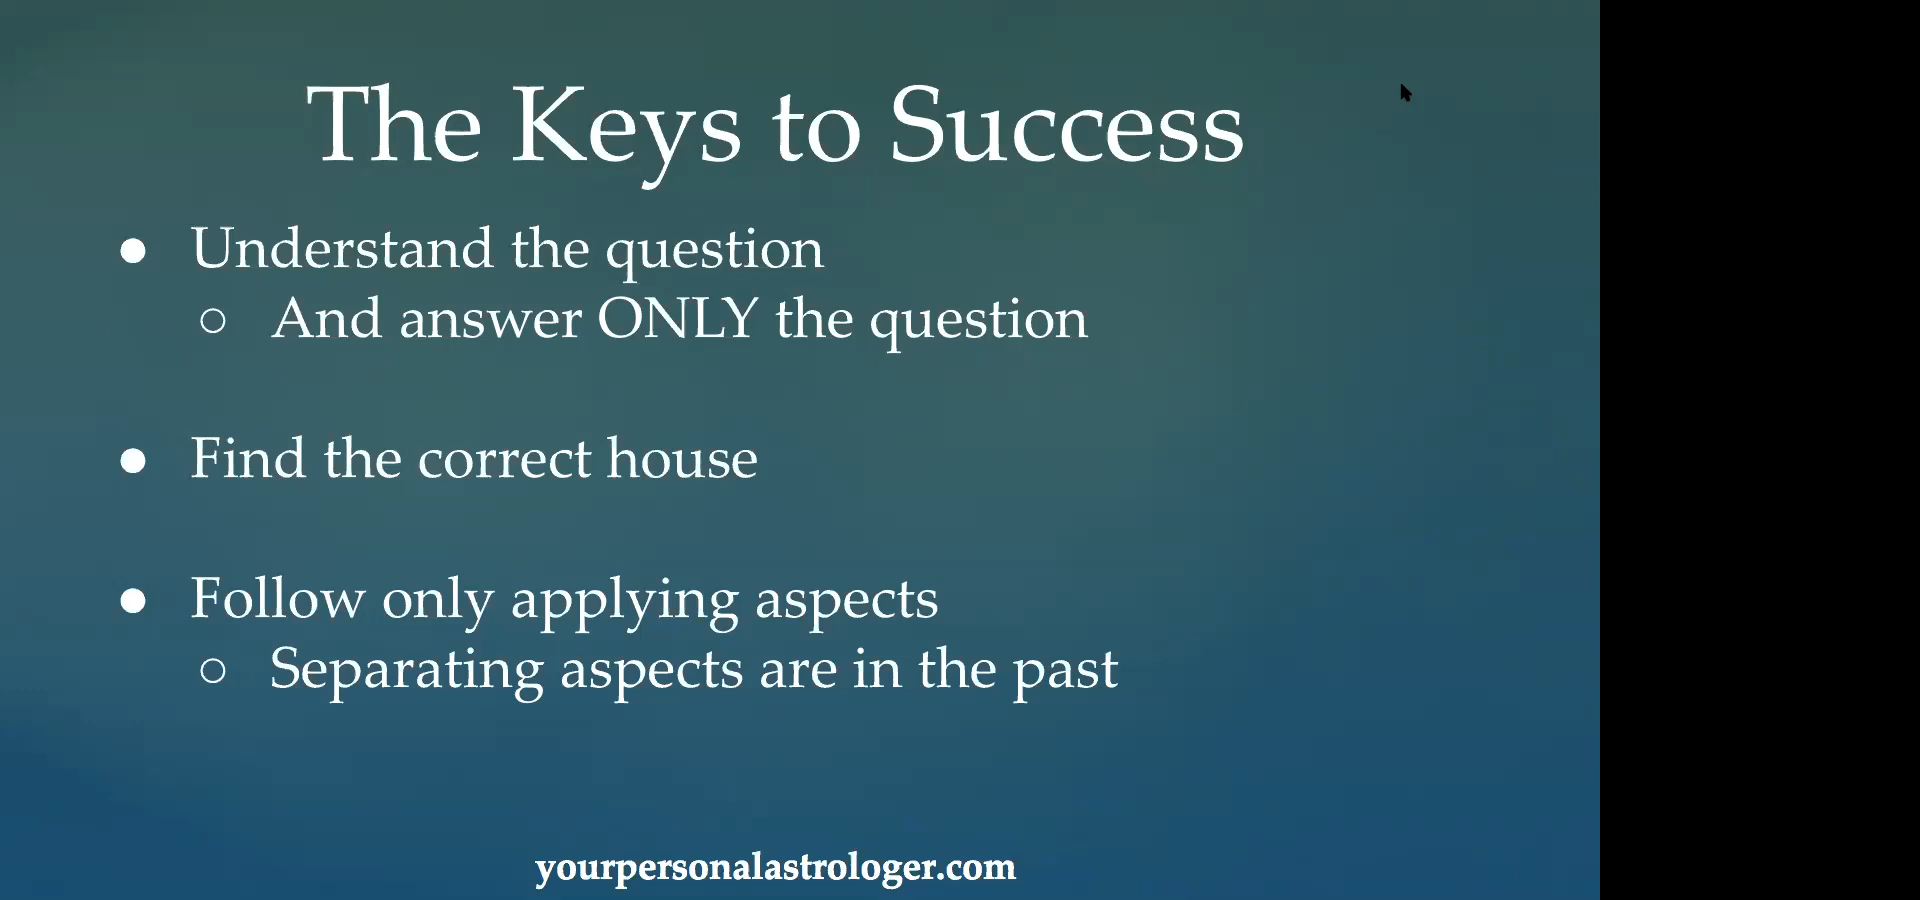 The Keys to Success
● Understand the question
○ And answer ONLY the question
● Find the correct house
● Follow only applying aspects
○ Separating aspects are in the past
yourpersonalastrologer.com